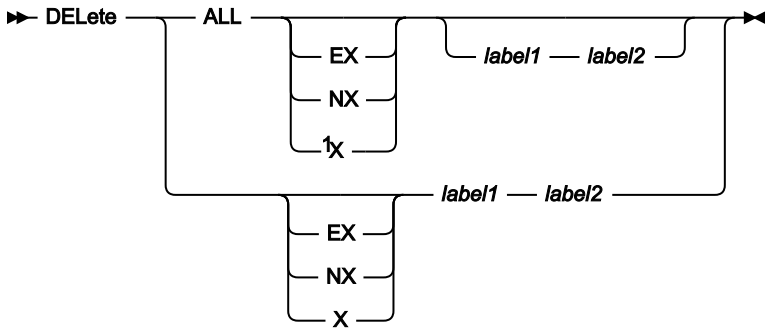 DELete ALL
EX label1 label2
NX
1X
label1 label2
EX
NX
X